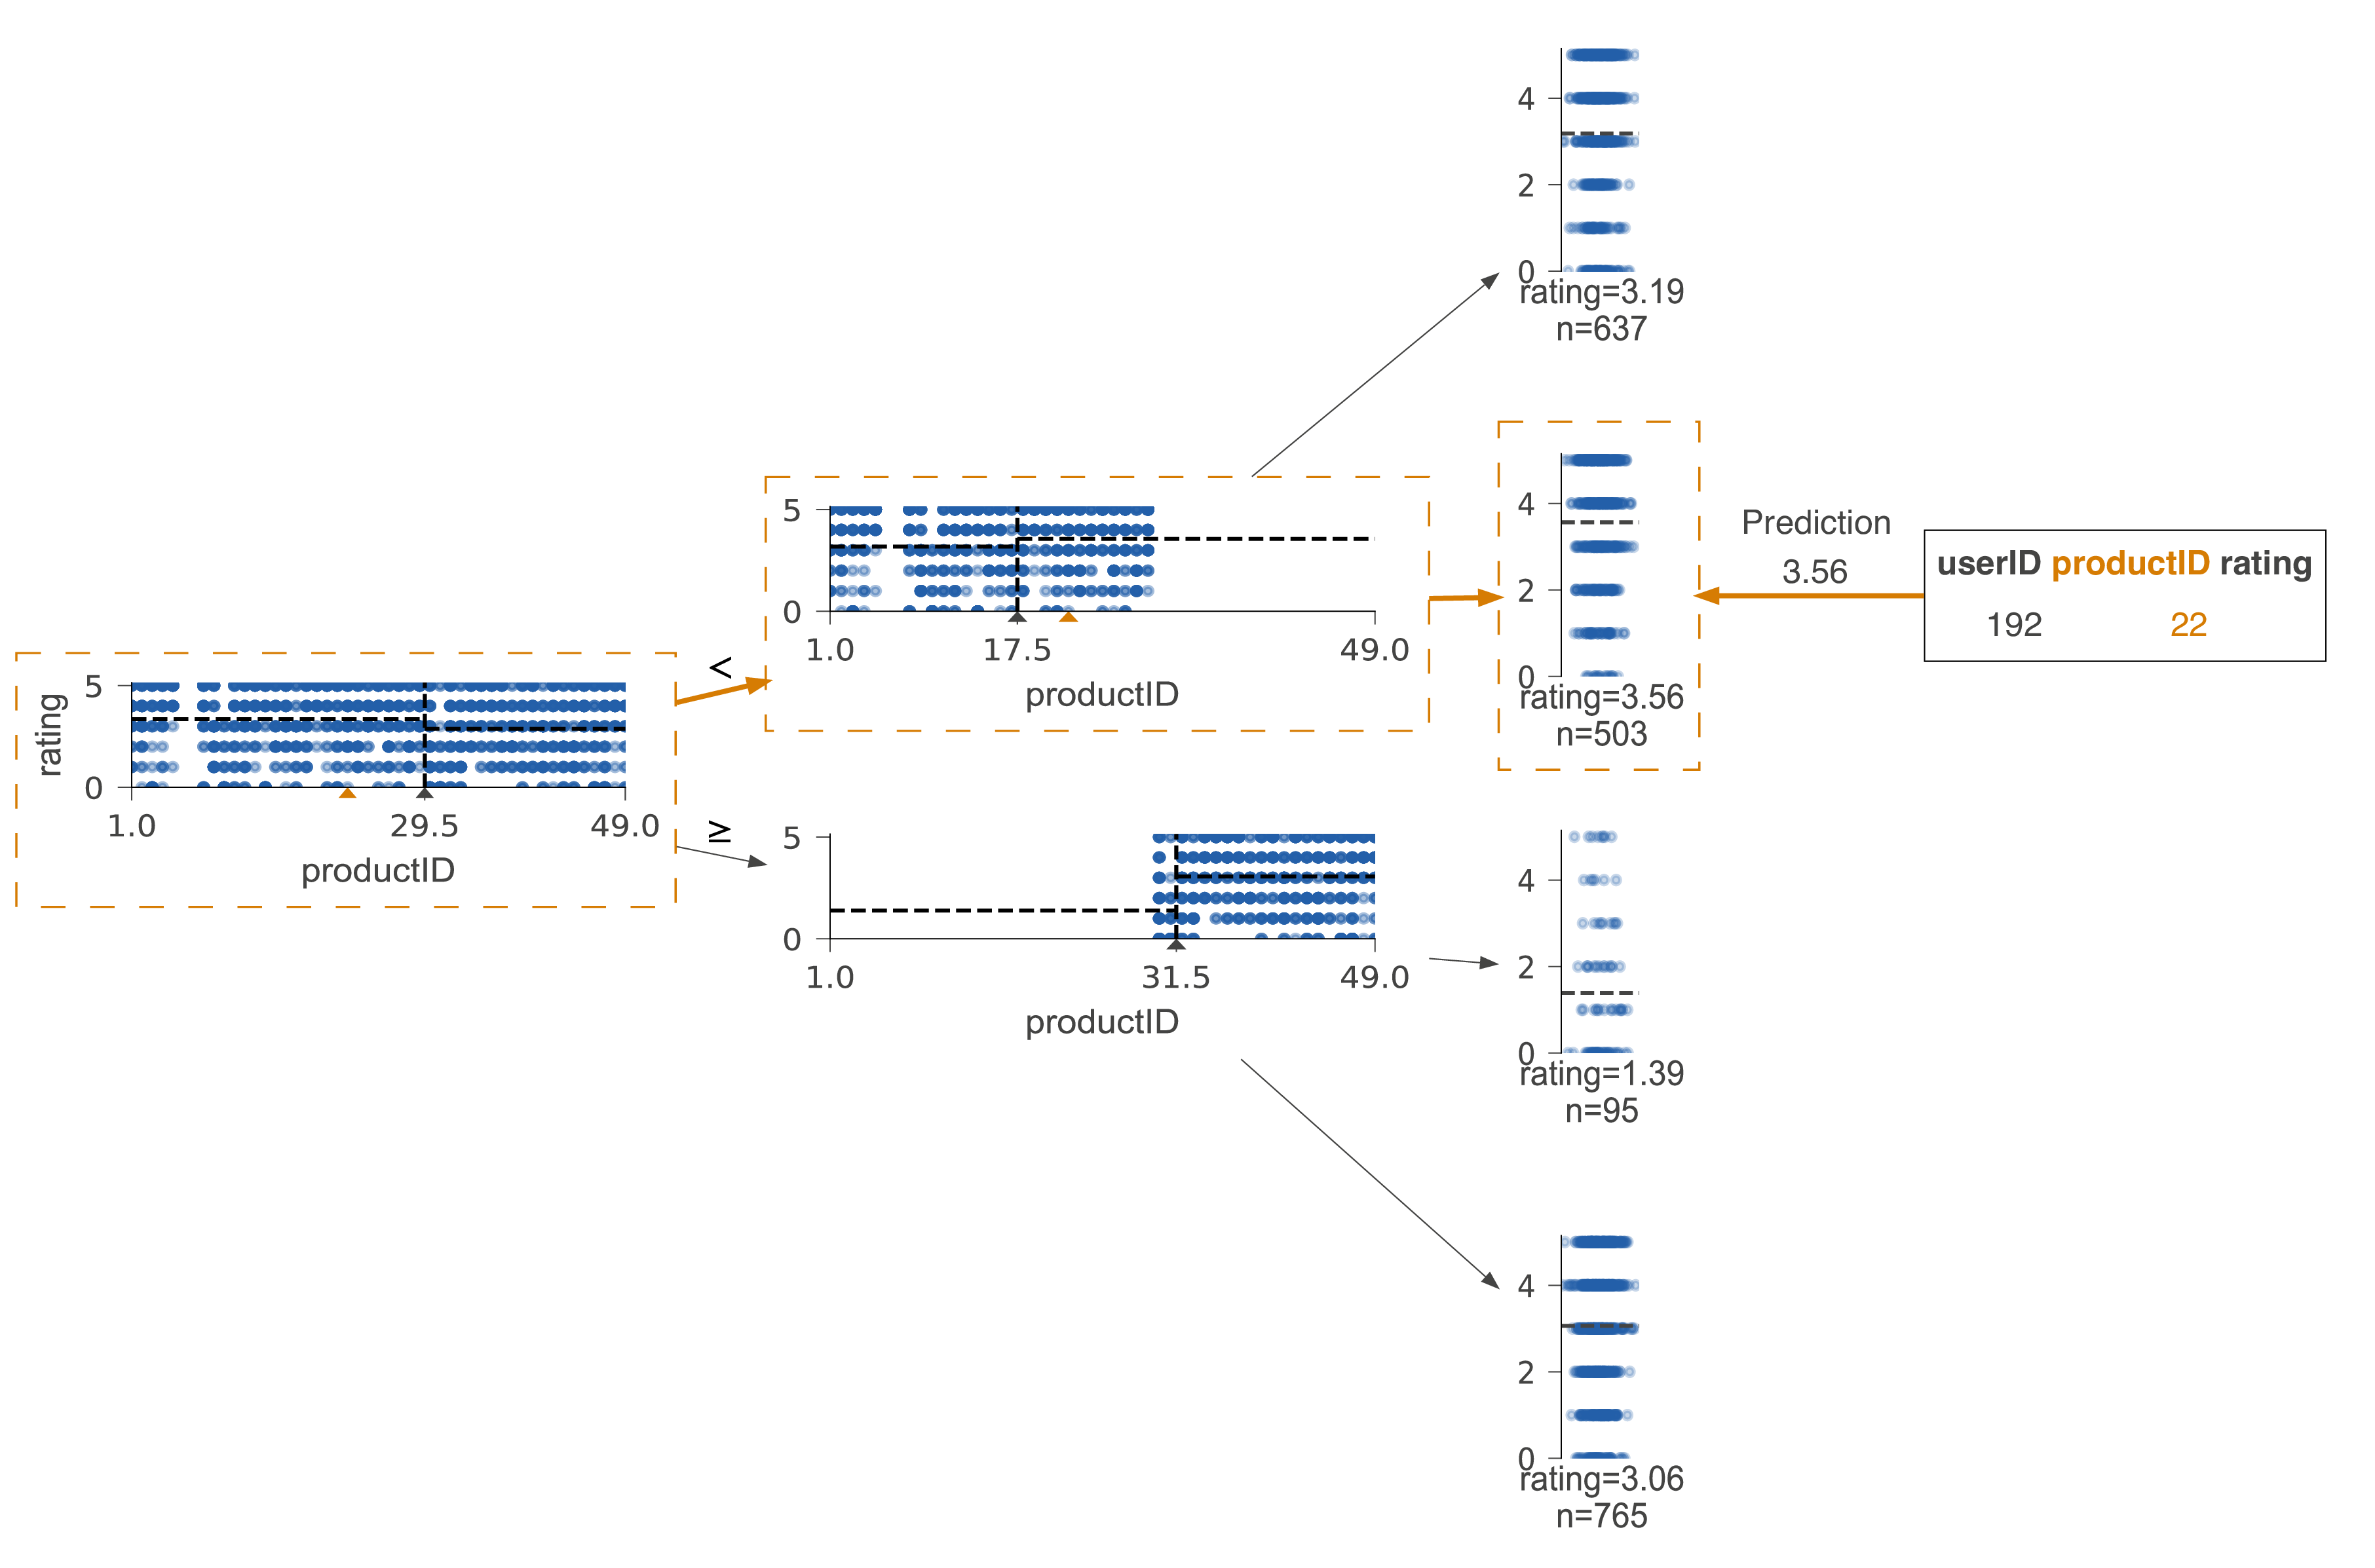 4
2
0
rating=3.19
n=637
5
0
1.0 17.5 49.0
productID
4
2
0
rating=3.56
n=503
Prediction
3.56
userID productID rating
192 22
rating
5
0
1.0 29.5 49.0
productID
<
≥
5
0
1.0 31.5 49.0
productID
4
2
0
rating=1.39
n=95
4
2
0
rating=3.06
n=765